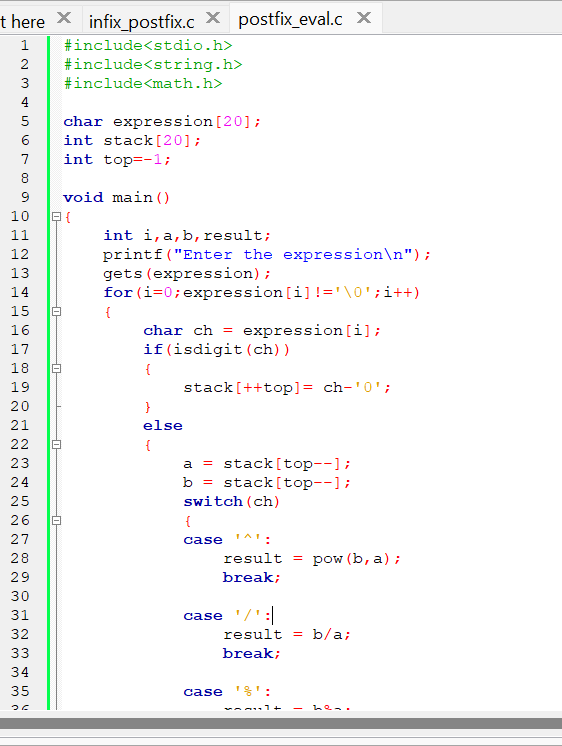 t here infix_postfix.c postfix_eval.c
1 #include<stdio.h>
2 #include<string.h>
3 #include<math.h>
4
5 char expression[20];
6 int stack[20];
7 int top=-1;
8
9 void main()
10 {
11 int i,a,b,result;
12 printf("Enter the expression\n");
13 gets(expression);
14 for(i=0;expression[i]!='\0';i++)
15 {
16 char ch = expression[i];
17 if(isdigit(ch))
18 {
19 stack[++top]= ch-'0';
20 }
21 else
22 {
23 a = stack[top--];
24 b = stack[top--];
25 switch(ch)
26 {
27 case '^':
28 result = pow(b,a);
29 break;
30
31 case '/':
32 result = b/a;
33 break;
34
35 case '%':
36 result = b%a;